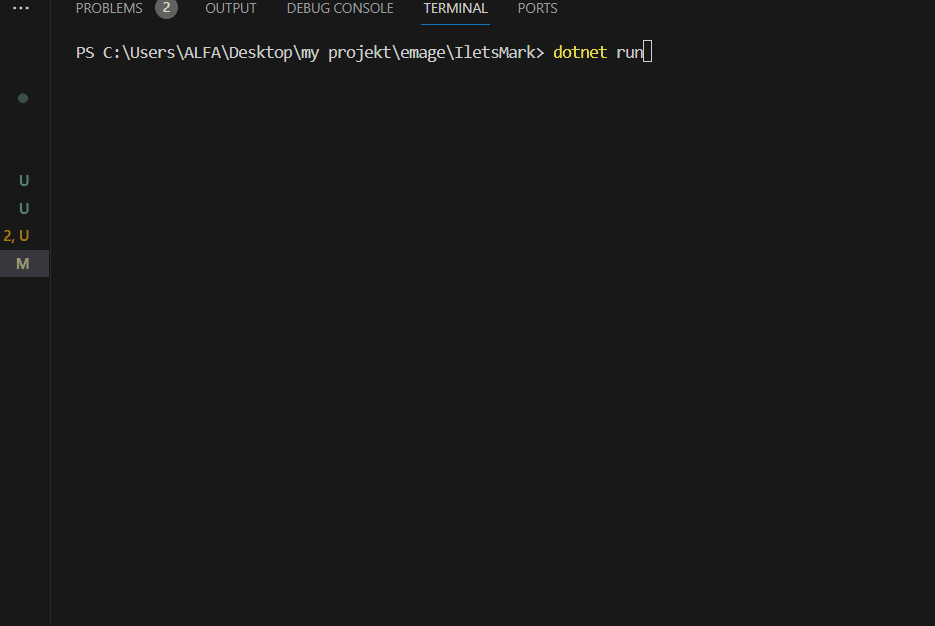 PROBLEMS 2 OUTPUT DEBUG CONSOLE TERMINAL PORTS
PS C:\Users\ALFA\Desktop\my projekt\emage\IletsMark> dotnet run
U
U
2, U
M